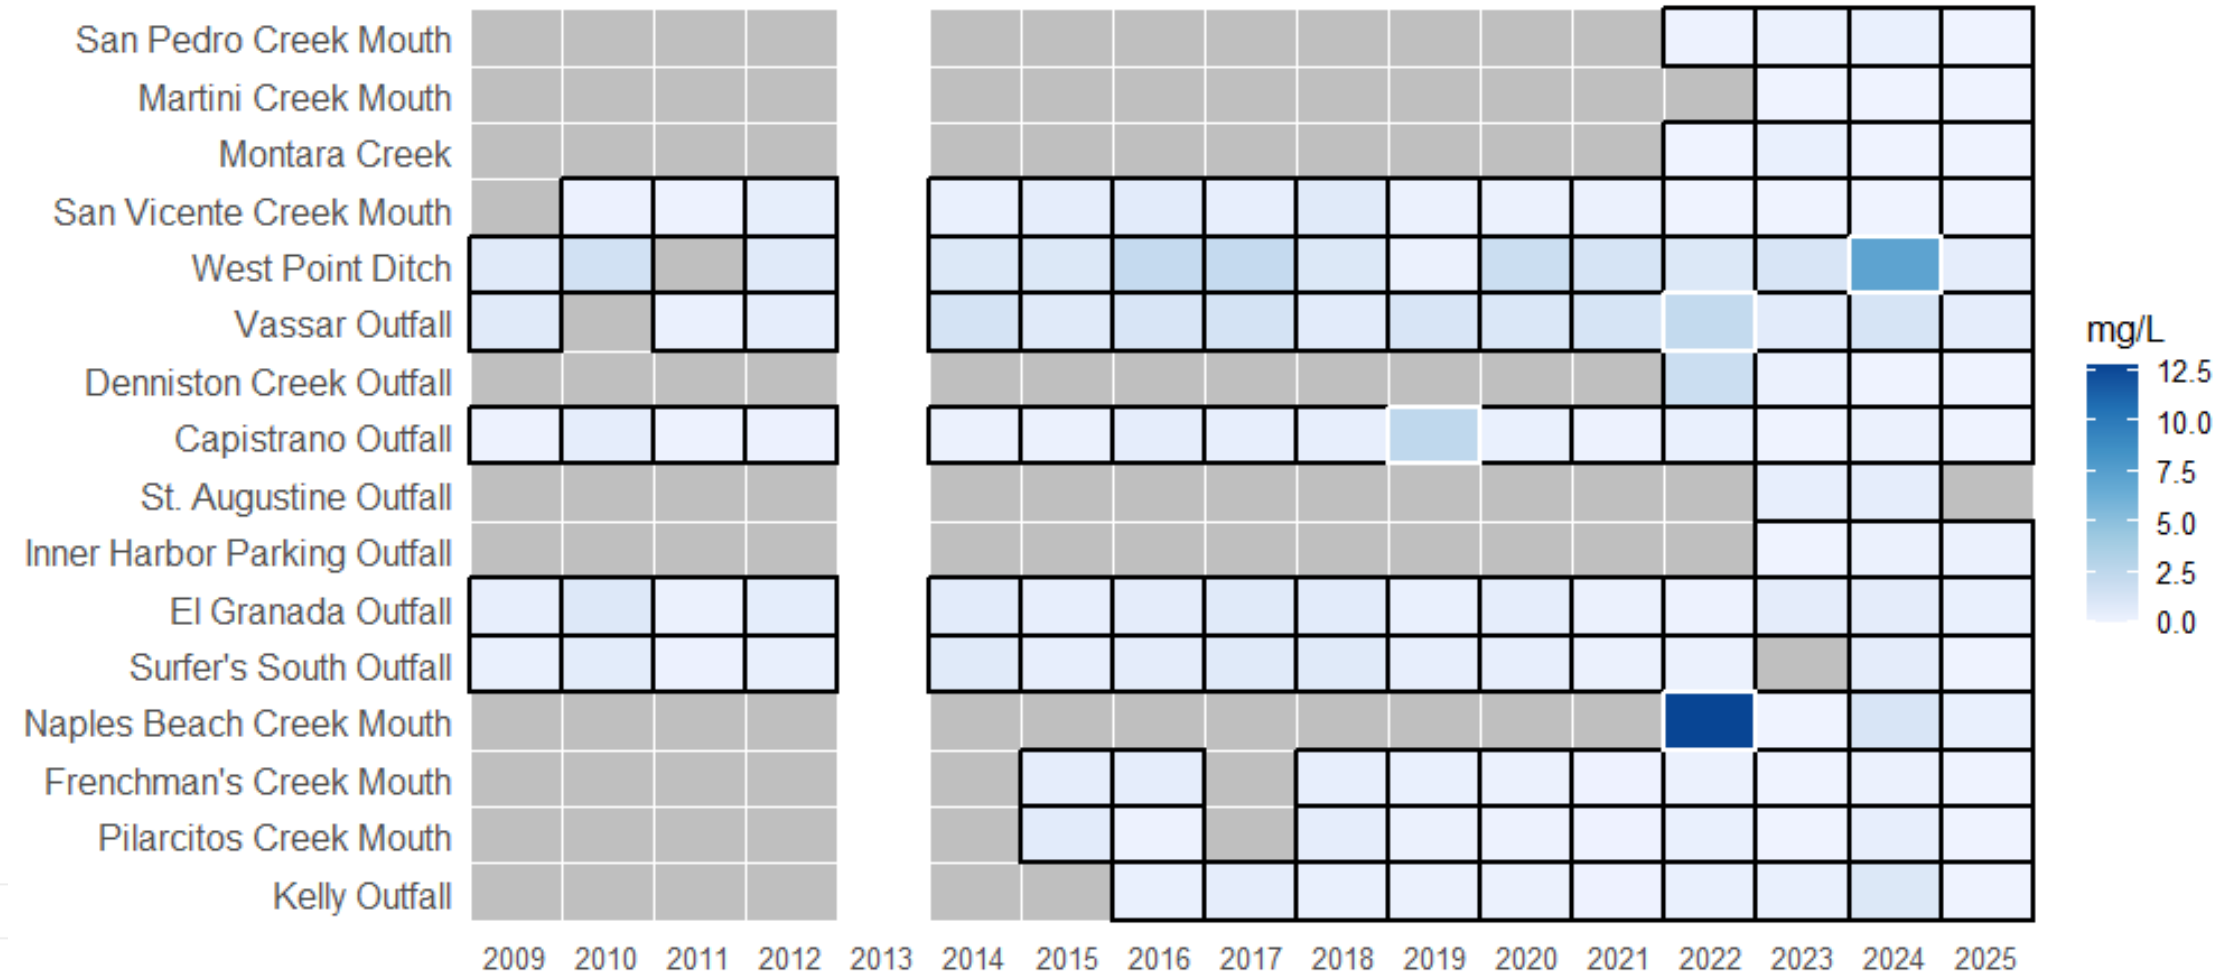 San Pedro Creek Mouth
Martini Creek Mouth
Montara Creek
San Vicente Creek Mouth
West Point Ditch
Vassar Outfall
Denniston Creek Outfall
Capistrano Outfall
St. Augustine Outfall
Inner Harbor Parking Outfall
El Granada Outfall
Surfer's South Outfall
Naples Beach Creek Mouth
Frenchman's Creek Mouth
Pilarcitos Creek Mouth
Kelly Outfall
2009 2010 2011 2012 2013 2014 2015 2016 2017 2018 2019 2020 2021 2022 2023 2024 2025
mg/L
12.5
10.0
7.5
5.0
2.5
0.0